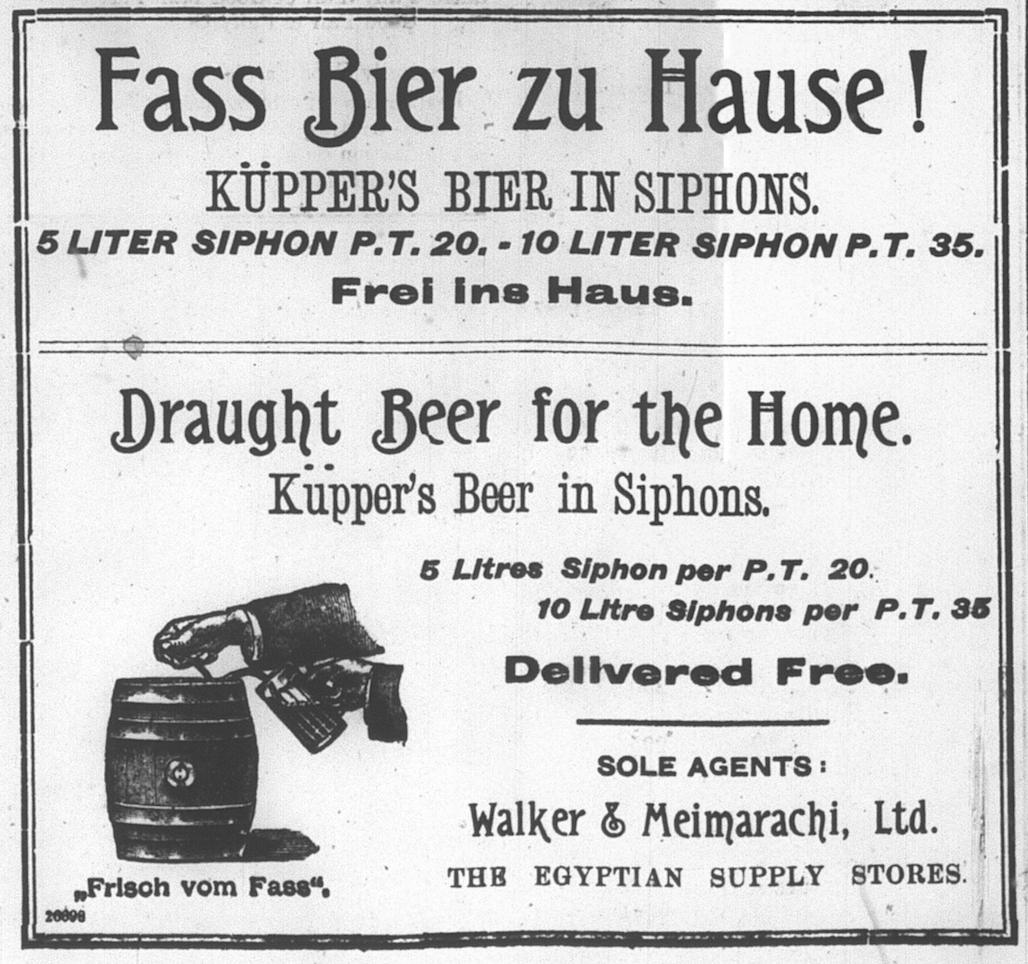 Fass Bier zu Hause!
KÜPPER'S BIER IN SIPHONS.
5 LITER SIPHON P.T. 20. - 10 LITER SIPHON P.T. 35.
Frei ins Haus.
Draught Beer for the Home.
Küpper's Beer in Siphons.
5 Litres Siphon per P.T. 20.
10 Litre Siphons per P.T. 35
Delivered Free.
SOLE AGENTS:
Walker & Meimarachi, Ltd.
THE EGYPTIAN SUPPLY STORES.
„Frisch vom Fass“.